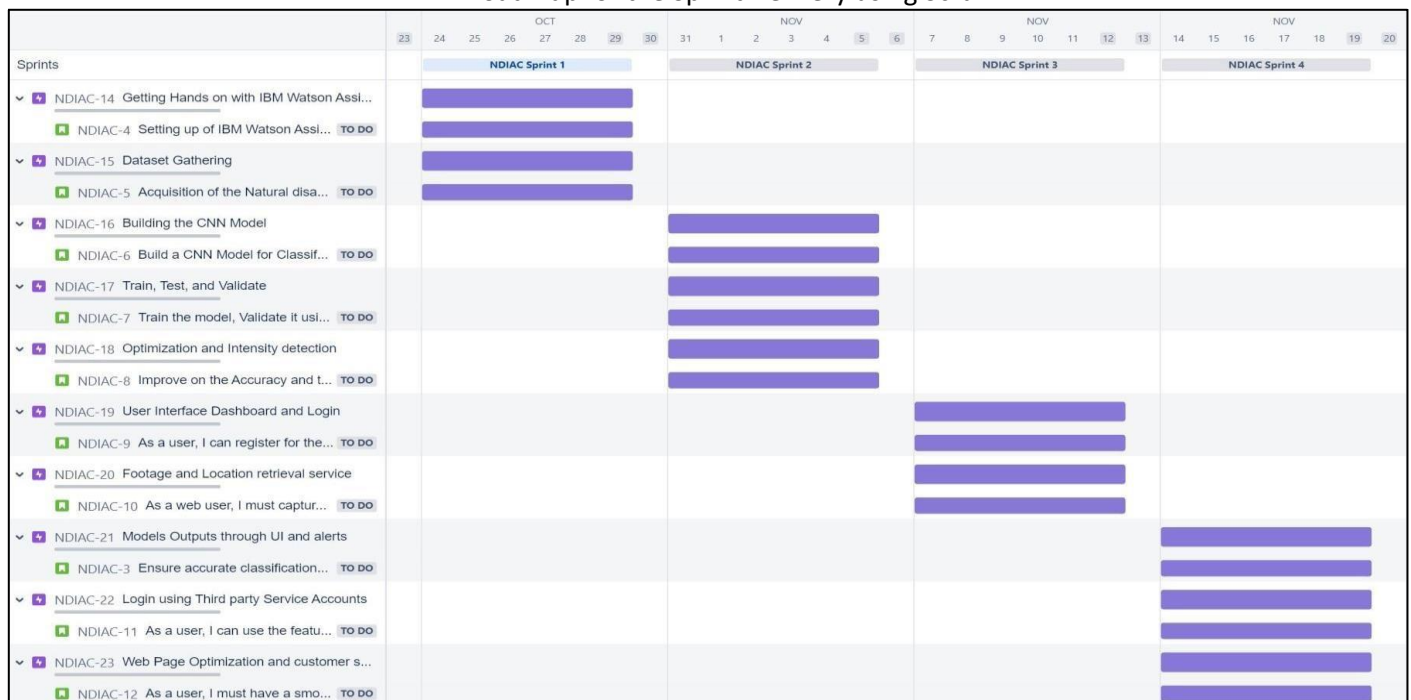 OCT NOV NOV NOV
23 24 25 26 27 28 29 30 31 1 2 3 4 5 6 7 8 9 10 11 12 13 14 15 16 17 18 19 20
Sprints NDIAC Sprint 1 NDIAC Sprint 2 NDIAC Sprint 3 NDIAC Sprint 4
NDIAC-14 Getting Hands on with IBM Watson Assi...
NDIAC-4 Setting up of IBM Watson Assi... TO DO
NDIAC-15 Dataset Gathering
NDIAC-5 Acquisition of the Natural disa... TO DO
NDIAC-16 Building the CNN Model
NDIAC-6 Build a CNN Model for Classif... TO DO
NDIAC-17 Train, Test, and Validate
NDIAC-7 Train the model, Validate it usi... TO DO
NDIAC-18 Optimization and Intensity detection
NDIAC-8 Improve on the Accuracy and t... TO DO
NDIAC-19 User Interface Dashboard and Login
NDIAC-9 As a user, I can register for the... TO DO
NDIAC-20 Footage and Location retrieval service
NDIAC-10 As a web user, I must captur... TO DO
NDIAC-21 Models Outputs through UI and alerts
NDIAC-3 Ensure accurate classification... TO DO
NDIAC-22 Login using Third party Service Accounts
NDIAC-11 As a user, I can use the featu... TO DO
NDIAC-23 Web Page Optimization and customer s...
NDIAC-12 As a user, I must have a smo... TO DO